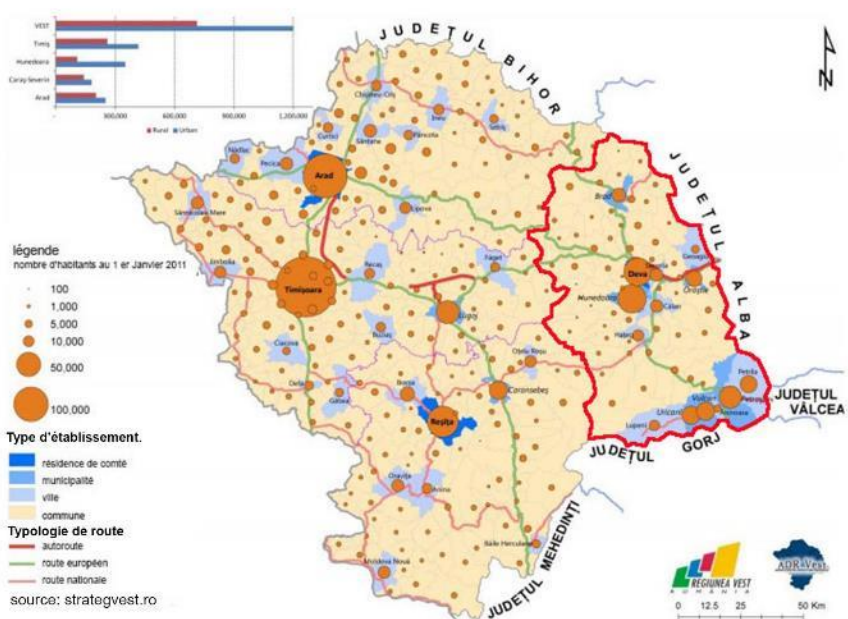 VEST
Timiș
Hunedoara
Caraș-Severin
Arad
0 300,000 600,000 900,000 1,200,000
Rural Urban
JUDEȚUL BIHOR
N
Chișineu-Criș
Ineu
Sebiș
Curtici
Sântana
Pâncota
Nădlac
Pecica
Arad
JUDEȚUL ALBA
Brad
Sânnicolau Mare
Lipova
légende
nombre d'habitants au 1 er Janvier 2011
100
1,000
5,000
10,000
50,000
100,000
Jimbolia
Recaș
Făget
Geoagiu
Deva
Simeria
Orăștie
Timișoara
Hunedoara
Călan
Lugoj
Buziaș
Hațeg
Ciacova
Oțelu Roșu
Deta
Gătaia
Bocșa
Caransebeș
Petrila
Vulcan
Petroș
Uricani
Aninoasa
Lupeni
JUDEȚUL
VÂLCEA
Reșița
JUDEȚUL GORJ
Type d'établissement.
résidence de comté
municipalité
ville
commune
Oravița
Anina
Typologie de route
autoroute
route européen
route nationale
Băile Herculane
JUDEȚUL MEHEDINȚI
Moldova Nouă
REGIUNEA VEST
ROMÂNIA
ADR Vest
source: strategvest.ro
0 12.5 25 50 Km